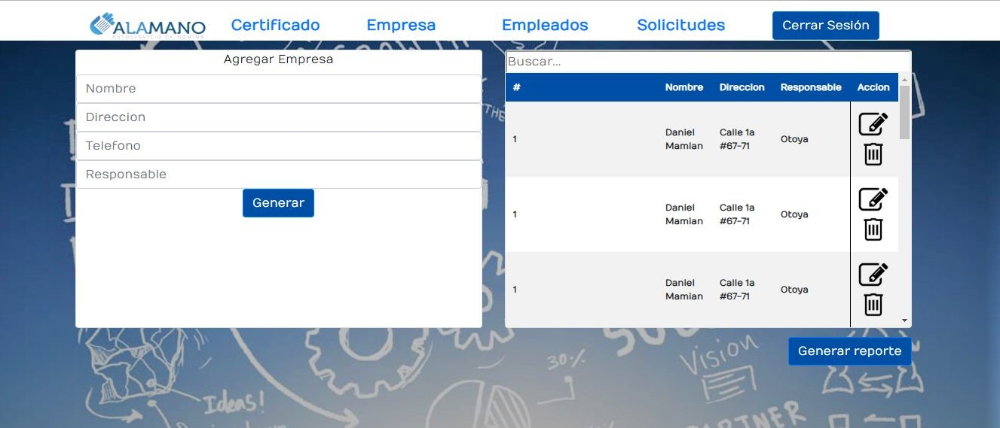 ALAMANO
AUTOSERVICIO DE NOMINA
Certificado
Empresa
Empleados
Solicitudes
Cerrar Sesión
Agregar Empresa
Nombre
Direccion
Telefono
Responsable
Generar
Buscar...
# Nombre Direccion Responsable Accion
1 Daniel Mamian Calle 1a #67-71 Otoya
1 Daniel Mamian Calle 1a #67-71 Otoya
1 Daniel Mamian Calle 1a #67-71 Otoya
Generar reporte
THE
30%
VISION
Ideas!
PARTNER